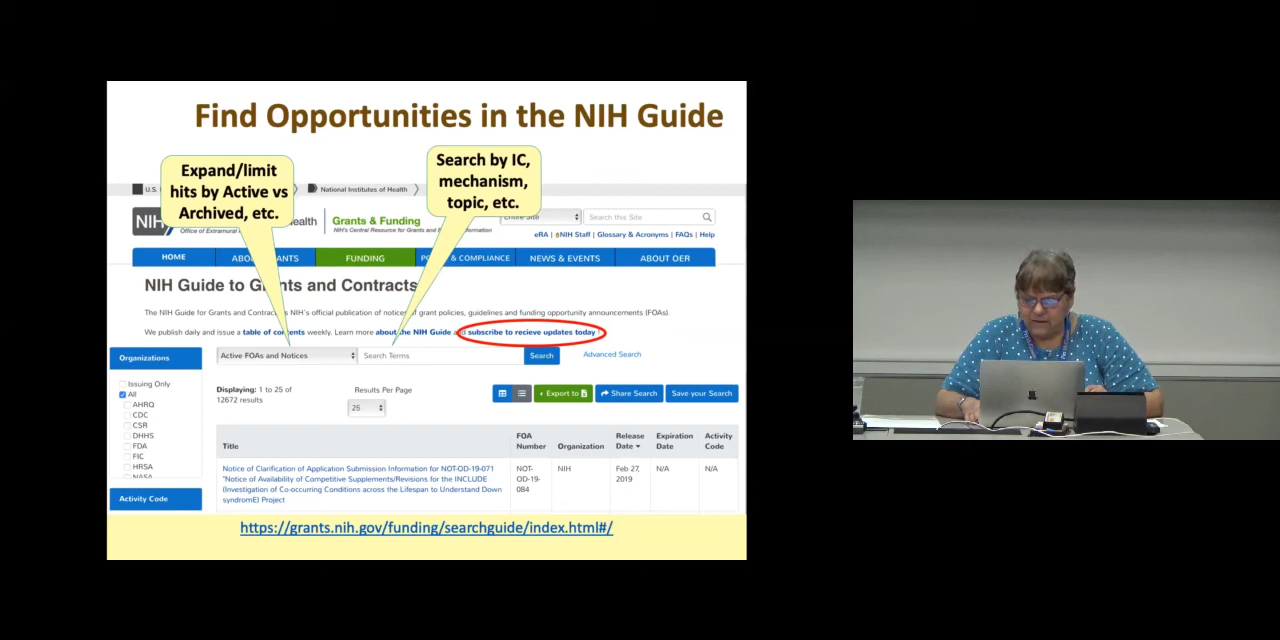 Find Opportunities in the NIH Guide
Expand/limit
hits by Active vs
Archived, etc.
Search by IC,
mechanism,
topic, etc.
U.S.
National Institutes of Health
NIH
ealth
Grants & Funding
Office of Extramural
NIH's Central Resource for Grants and
Entire Site
Search this Site
eRA | NIH Staff | Glossary & Acronyms | FAQs | Help
HOME
FUNDING
NEWS & EVENTS
ABOUT OER
NIH Guide to Grants and Contracts
The NIH Guide for Grants and Contracts is NIH's official publication of notices of grant policies, guidelines and funding opportunity announcements (FOAs).
We publish daily and issue a table of contents weekly. Learn more about the NIH Guide and subscribe to recieve updates today !
Organizations
Active FOAs and Notices
Search Terms
Search
Advanced Search
Issuing Only
All
AHRQ
CDC
CSR
DHHS
FDA
FIC
HRSA
NASA
Activity Code
Displaying: 1 to 25 of
12672 results
Results Per Page
25
Export to
Share Search
Save your Search
Title
FOA
Number
Organization
Release
Date
Expiration
Date
Activity
Code
Notice of Clarification of Application Submission Information for NOT-OD-19-071
"Notice of Availability of Competitive Supplements/Revisions for the INCLUDE
(Investigation of Co-occurring Conditions across the Lifespan to Understand Down
syndromE) Project
NOT-
OD-19-
084
NIH
Feb 27,
2019
N/A
N/A
https://grants.nih.gov/funding/searchguide/index.html#/